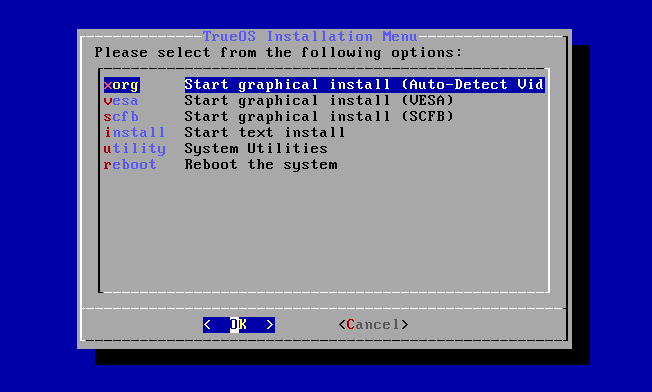 TrueOS Installation Menu
Please select from the following options:
xorg Start graphical install (Auto-Detect Vid
vesa Start graphical install (VESA)
scfb Start graphical install (SCFB)
install Start text install
utility System Utilities
reboot Reboot the system
< OK > <Cancel>